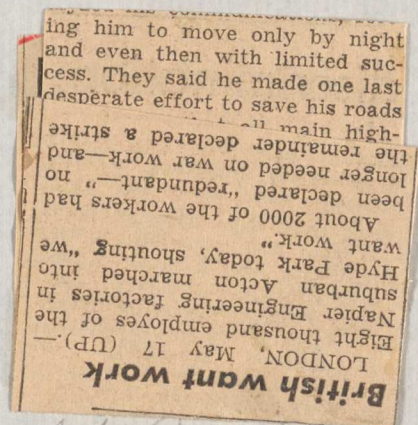 ing him to move only by night
and even then with limited suc-
cess. They said he made one last
desperate effort to save his roads
all main high-
British want work
LONDON, May 17 (UP).—
Eight thousand employes of the
Napier Engineering factories in
suburban Acton marched into
Hyde Park today, shouting "we
want work."
About 2000 of the workers had
been declared "redundant—" no
longer needed on war work—and
the remainder declared a strike